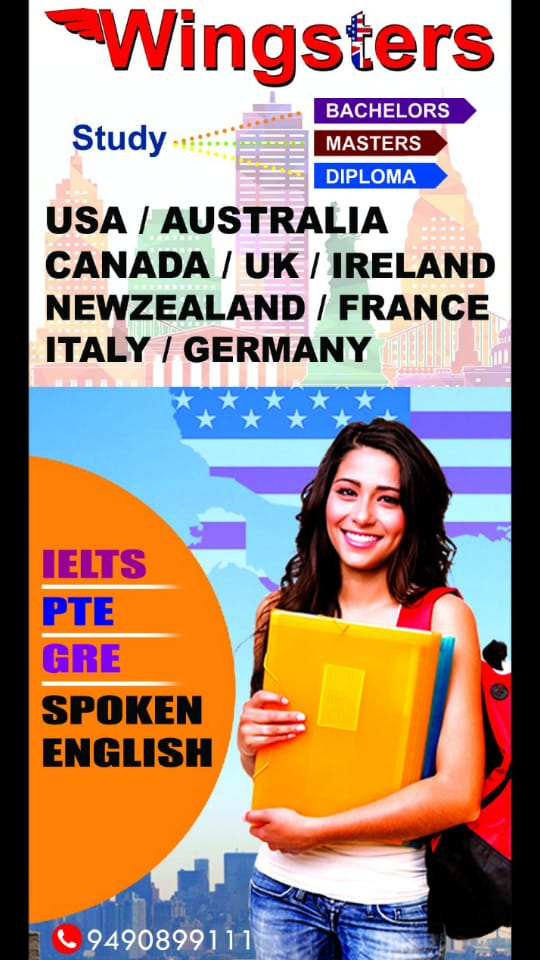 Wingsters
Study
BACHELORS
MASTERS
DIPLOMA
USA / AUSTRALIA
CANADA / UK / IRELAND
NEWZEALAND / FRANCE
ITALY / GERMANY
IELTS
PTE
GRE
SPOKEN
ENGLISH
9490899111